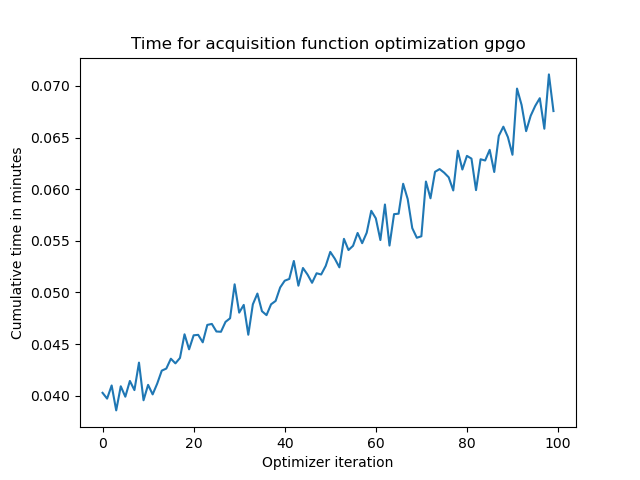 Time for acquisition function optimization gpgo
0.070
0.065
0.060
0.055
0.050
0.045
0.040
Cumulative time in minutes
0 20 40 60 80 100
Optimizer iteration